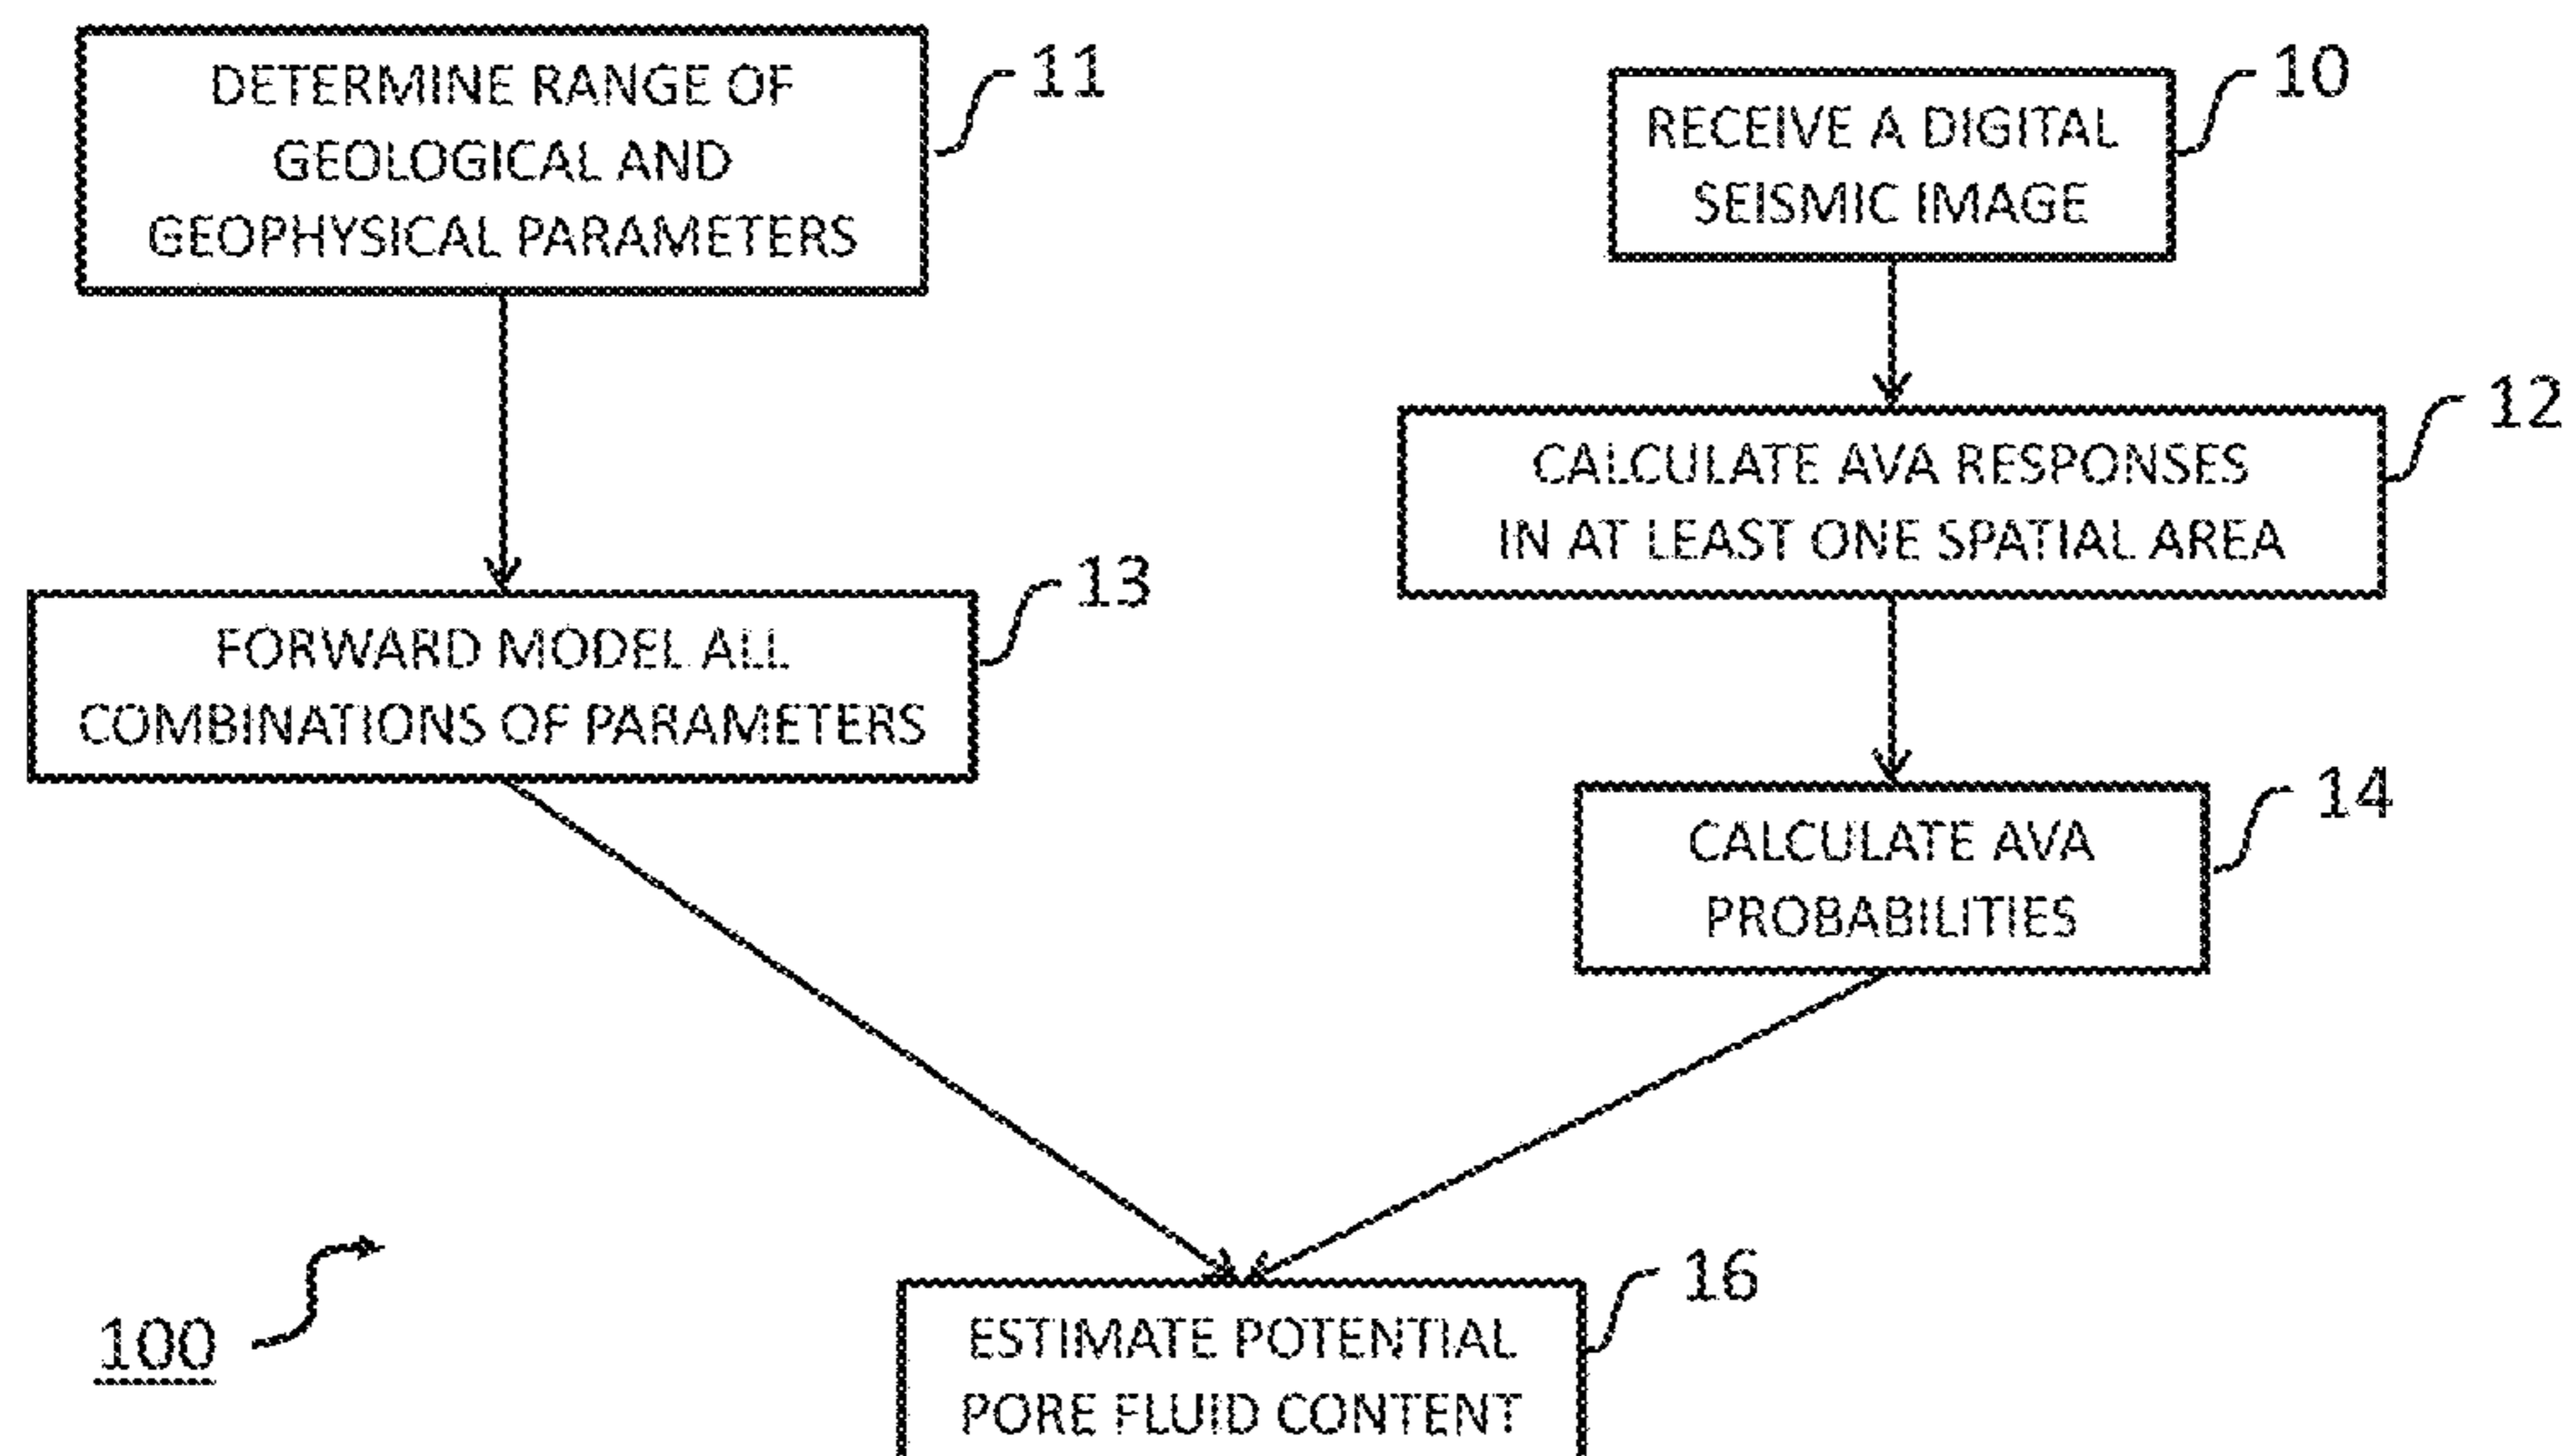 DETERMINE RANGE OF
GEOLOGICAL AND
GEOPHYSICAL PARAMETERS
11
RECEIVE A DIGITAL
SEISMIC IMAGE
10
CALCULATE AVA RESPONSES
IN AT LEAST ONE SPATIAL AREA
12
FORWARD MODEL ALL
COMBINATIONS OF PARAMETERS
13
CALCULATE AVA
PROBABILITIES
14
ESTIMATE POTENTIAL
PORE FLUID CONTENT
16
100